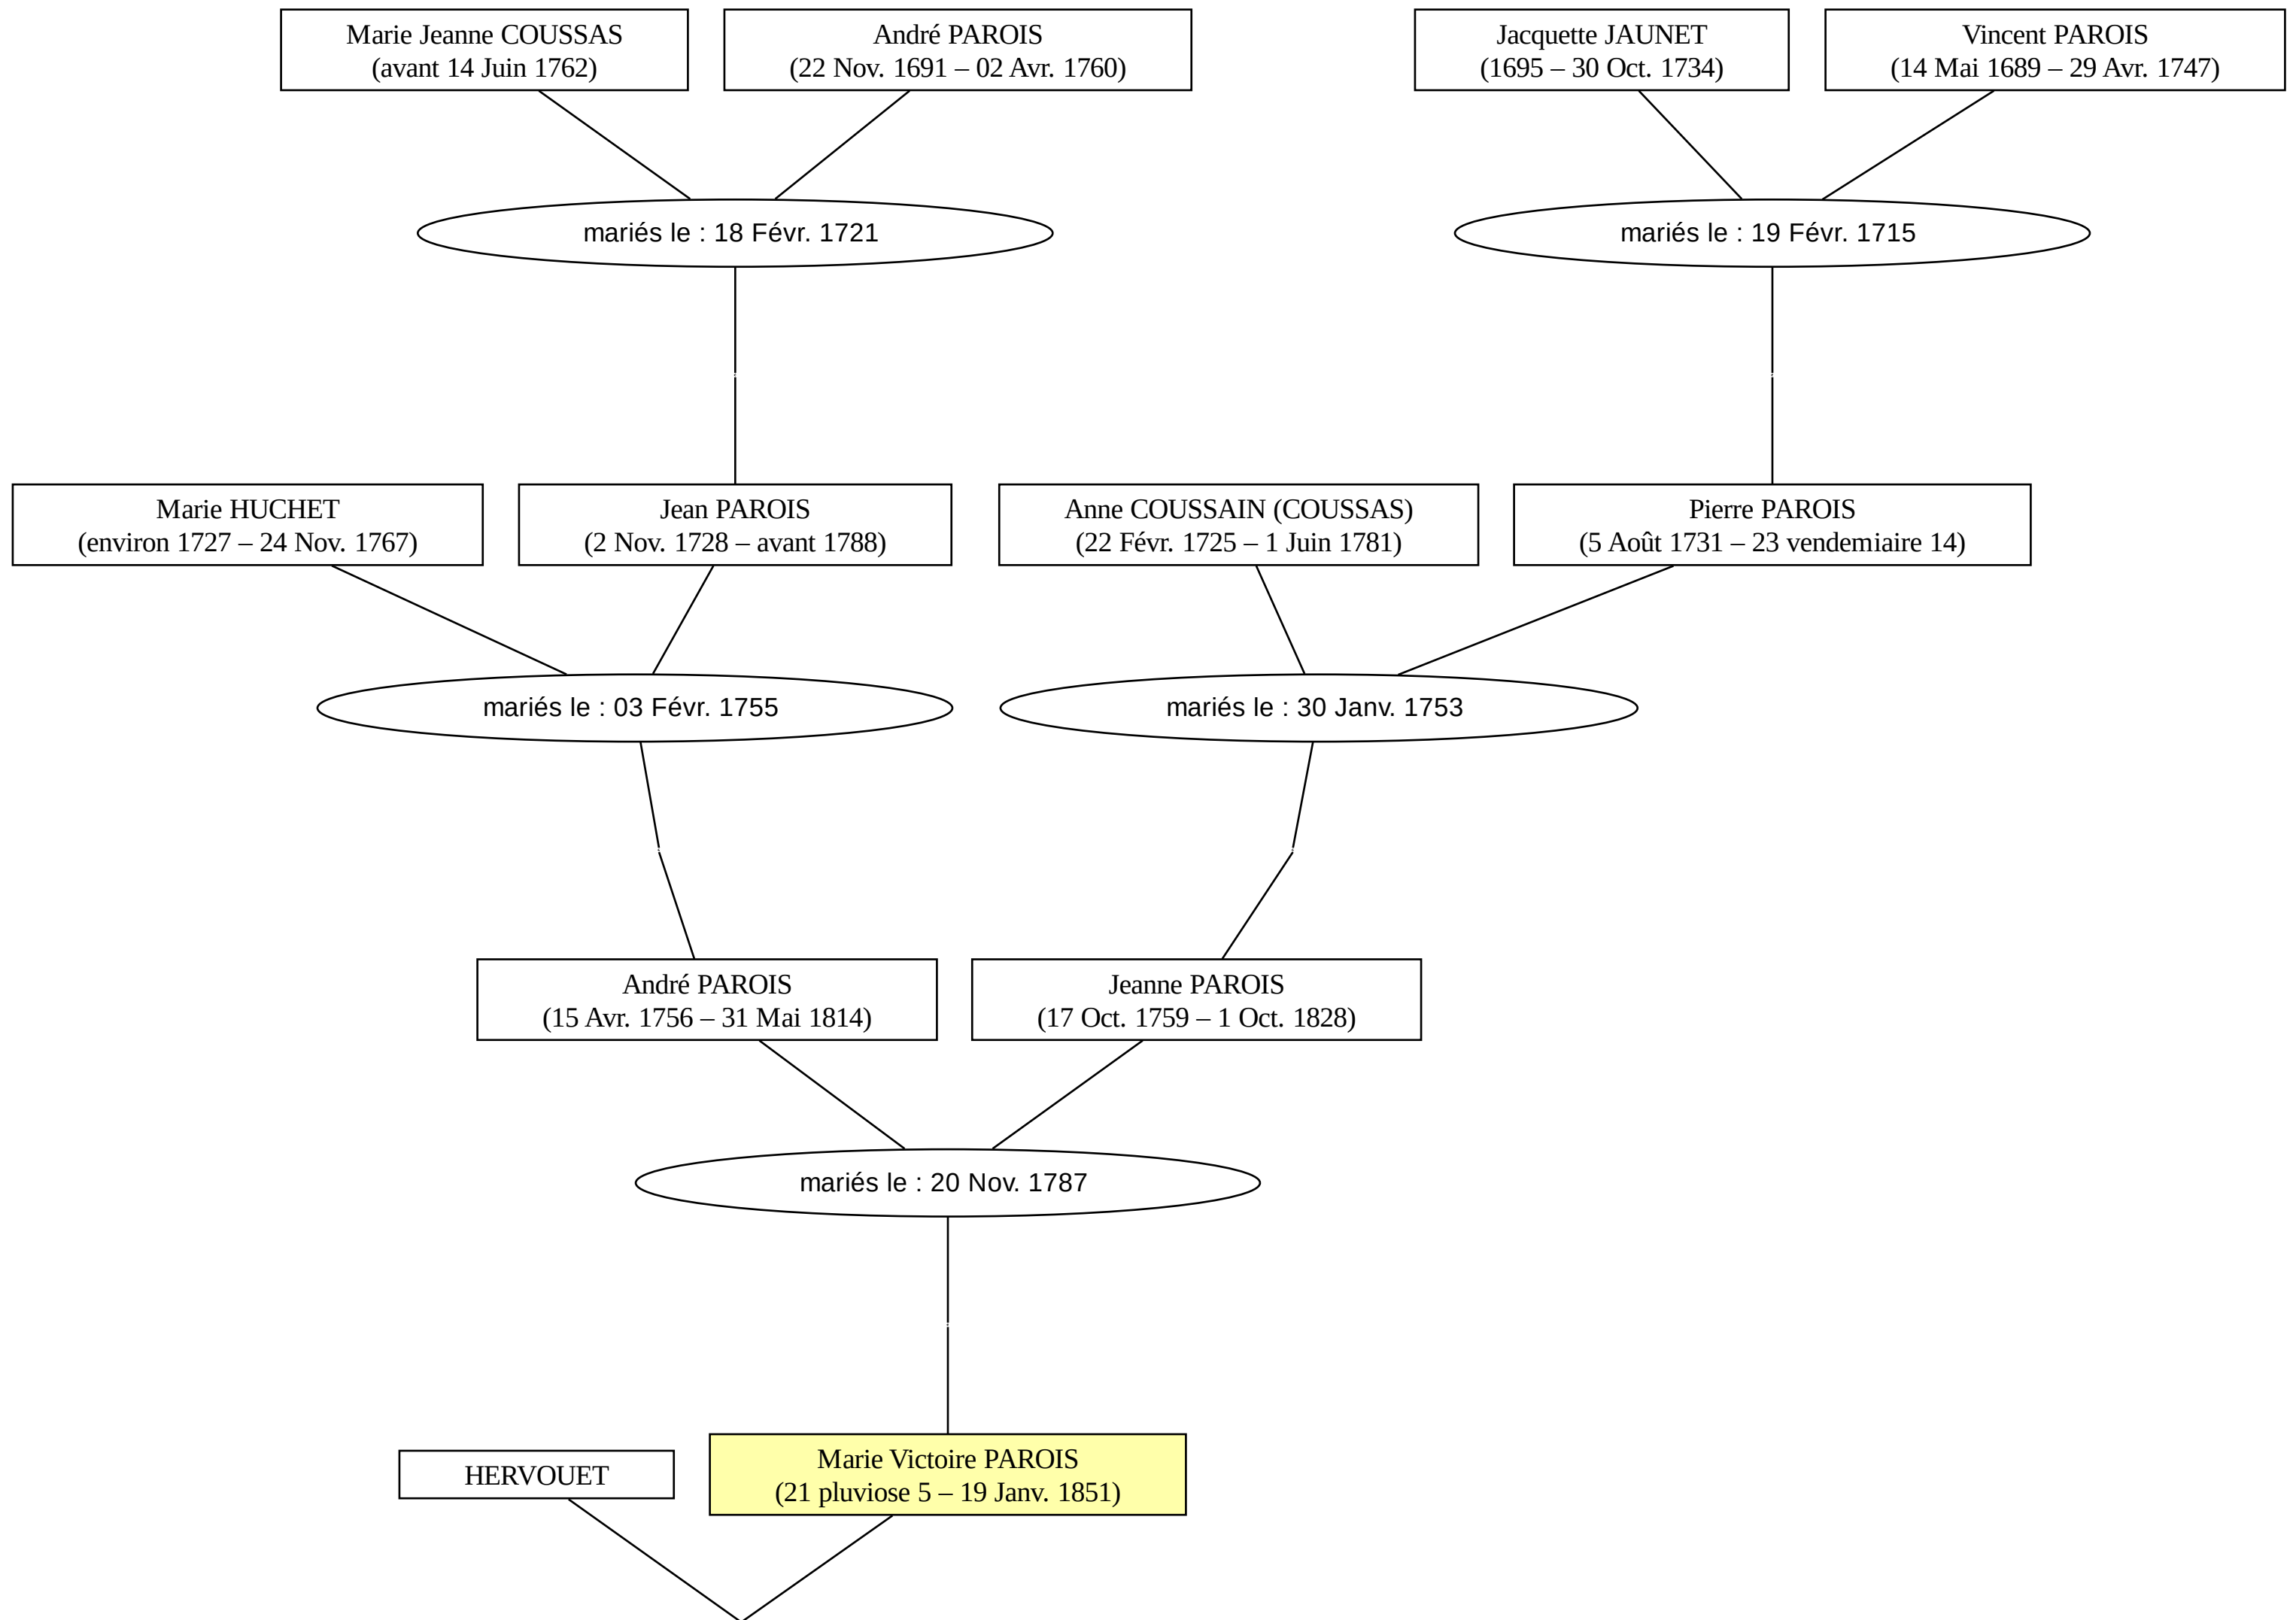 Marie Jeanne COUSSAS
(avant 14 Juin 1762)
André PAROIS
(22 Nov. 1691 – 02 Avr. 1760)
Jacquette JAUNET
(1695 – 30 Oct. 1734)
Vincent PAROIS
(14 Mai 1689 – 29 Avr. 1747)
mariés le : 18 Févr. 1721
mariés le : 19 Févr. 1715
Marie HUCHET
(environ 1727 – 24 Nov. 1767)
Jean PAROIS
(2 Nov. 1728 – avant 1788)
Anne COUSSAIN (COUSSAS)
(22 Févr. 1725 – 1 Juin 1781)
Pierre PAROIS
(5 Août 1731 – 23 vendemiaire 14)
mariés le : 03 Févr. 1755
mariés le : 30 Janv. 1753
André PAROIS
(15 Avr. 1756 – 31 Mai 1814)
Jeanne PAROIS
(17 Oct. 1759 – 1 Oct. 1828)
mariés le : 20 Nov. 1787
HERVOUET
Marie Victoire PAROIS
(21 pluviose 5 – 19 Janv. 1851)